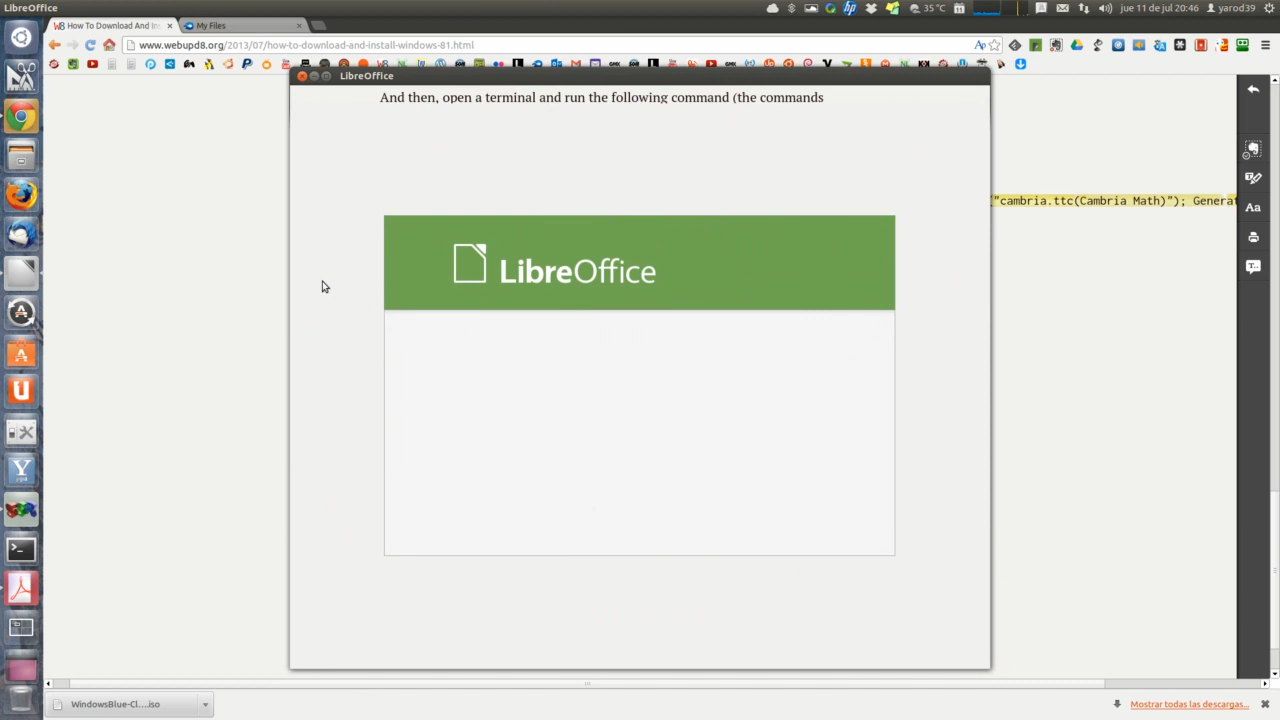 LibreOffice
35°C
jue 11 de jul 20:46
yarod39
How To Download And In
My Files
www.webupd8.org/2013/07/how-to-download-and-install-windows-81.html
LibreOffice
And then, open a terminal and run the following command (the commands
("cambria.ttc(Cambria Math)"); Generat
LibreOffice
Aa
WindowsBlue-Cl....iso
Mostrar todas las descargas...